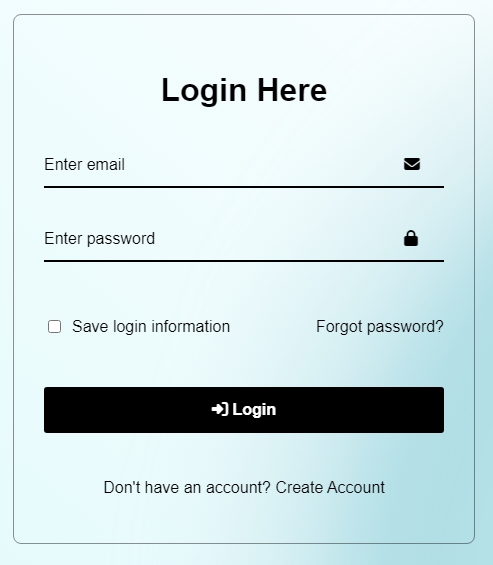 Login Here
Enter email
Enter password
Save login information Forgot password?
Login
Don't have an account? Create Account